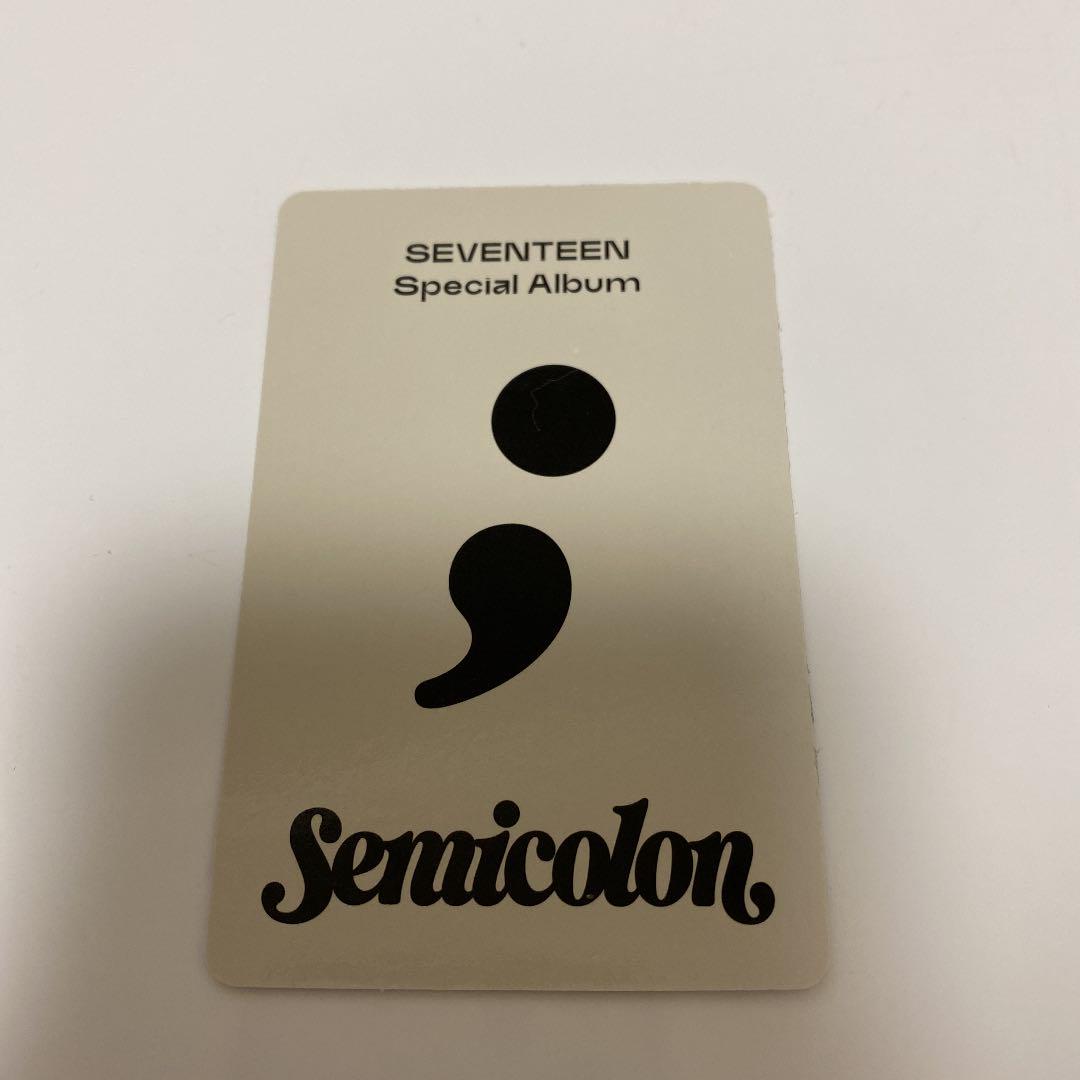 SEVENTEEN
Special Album
;
Semicolon